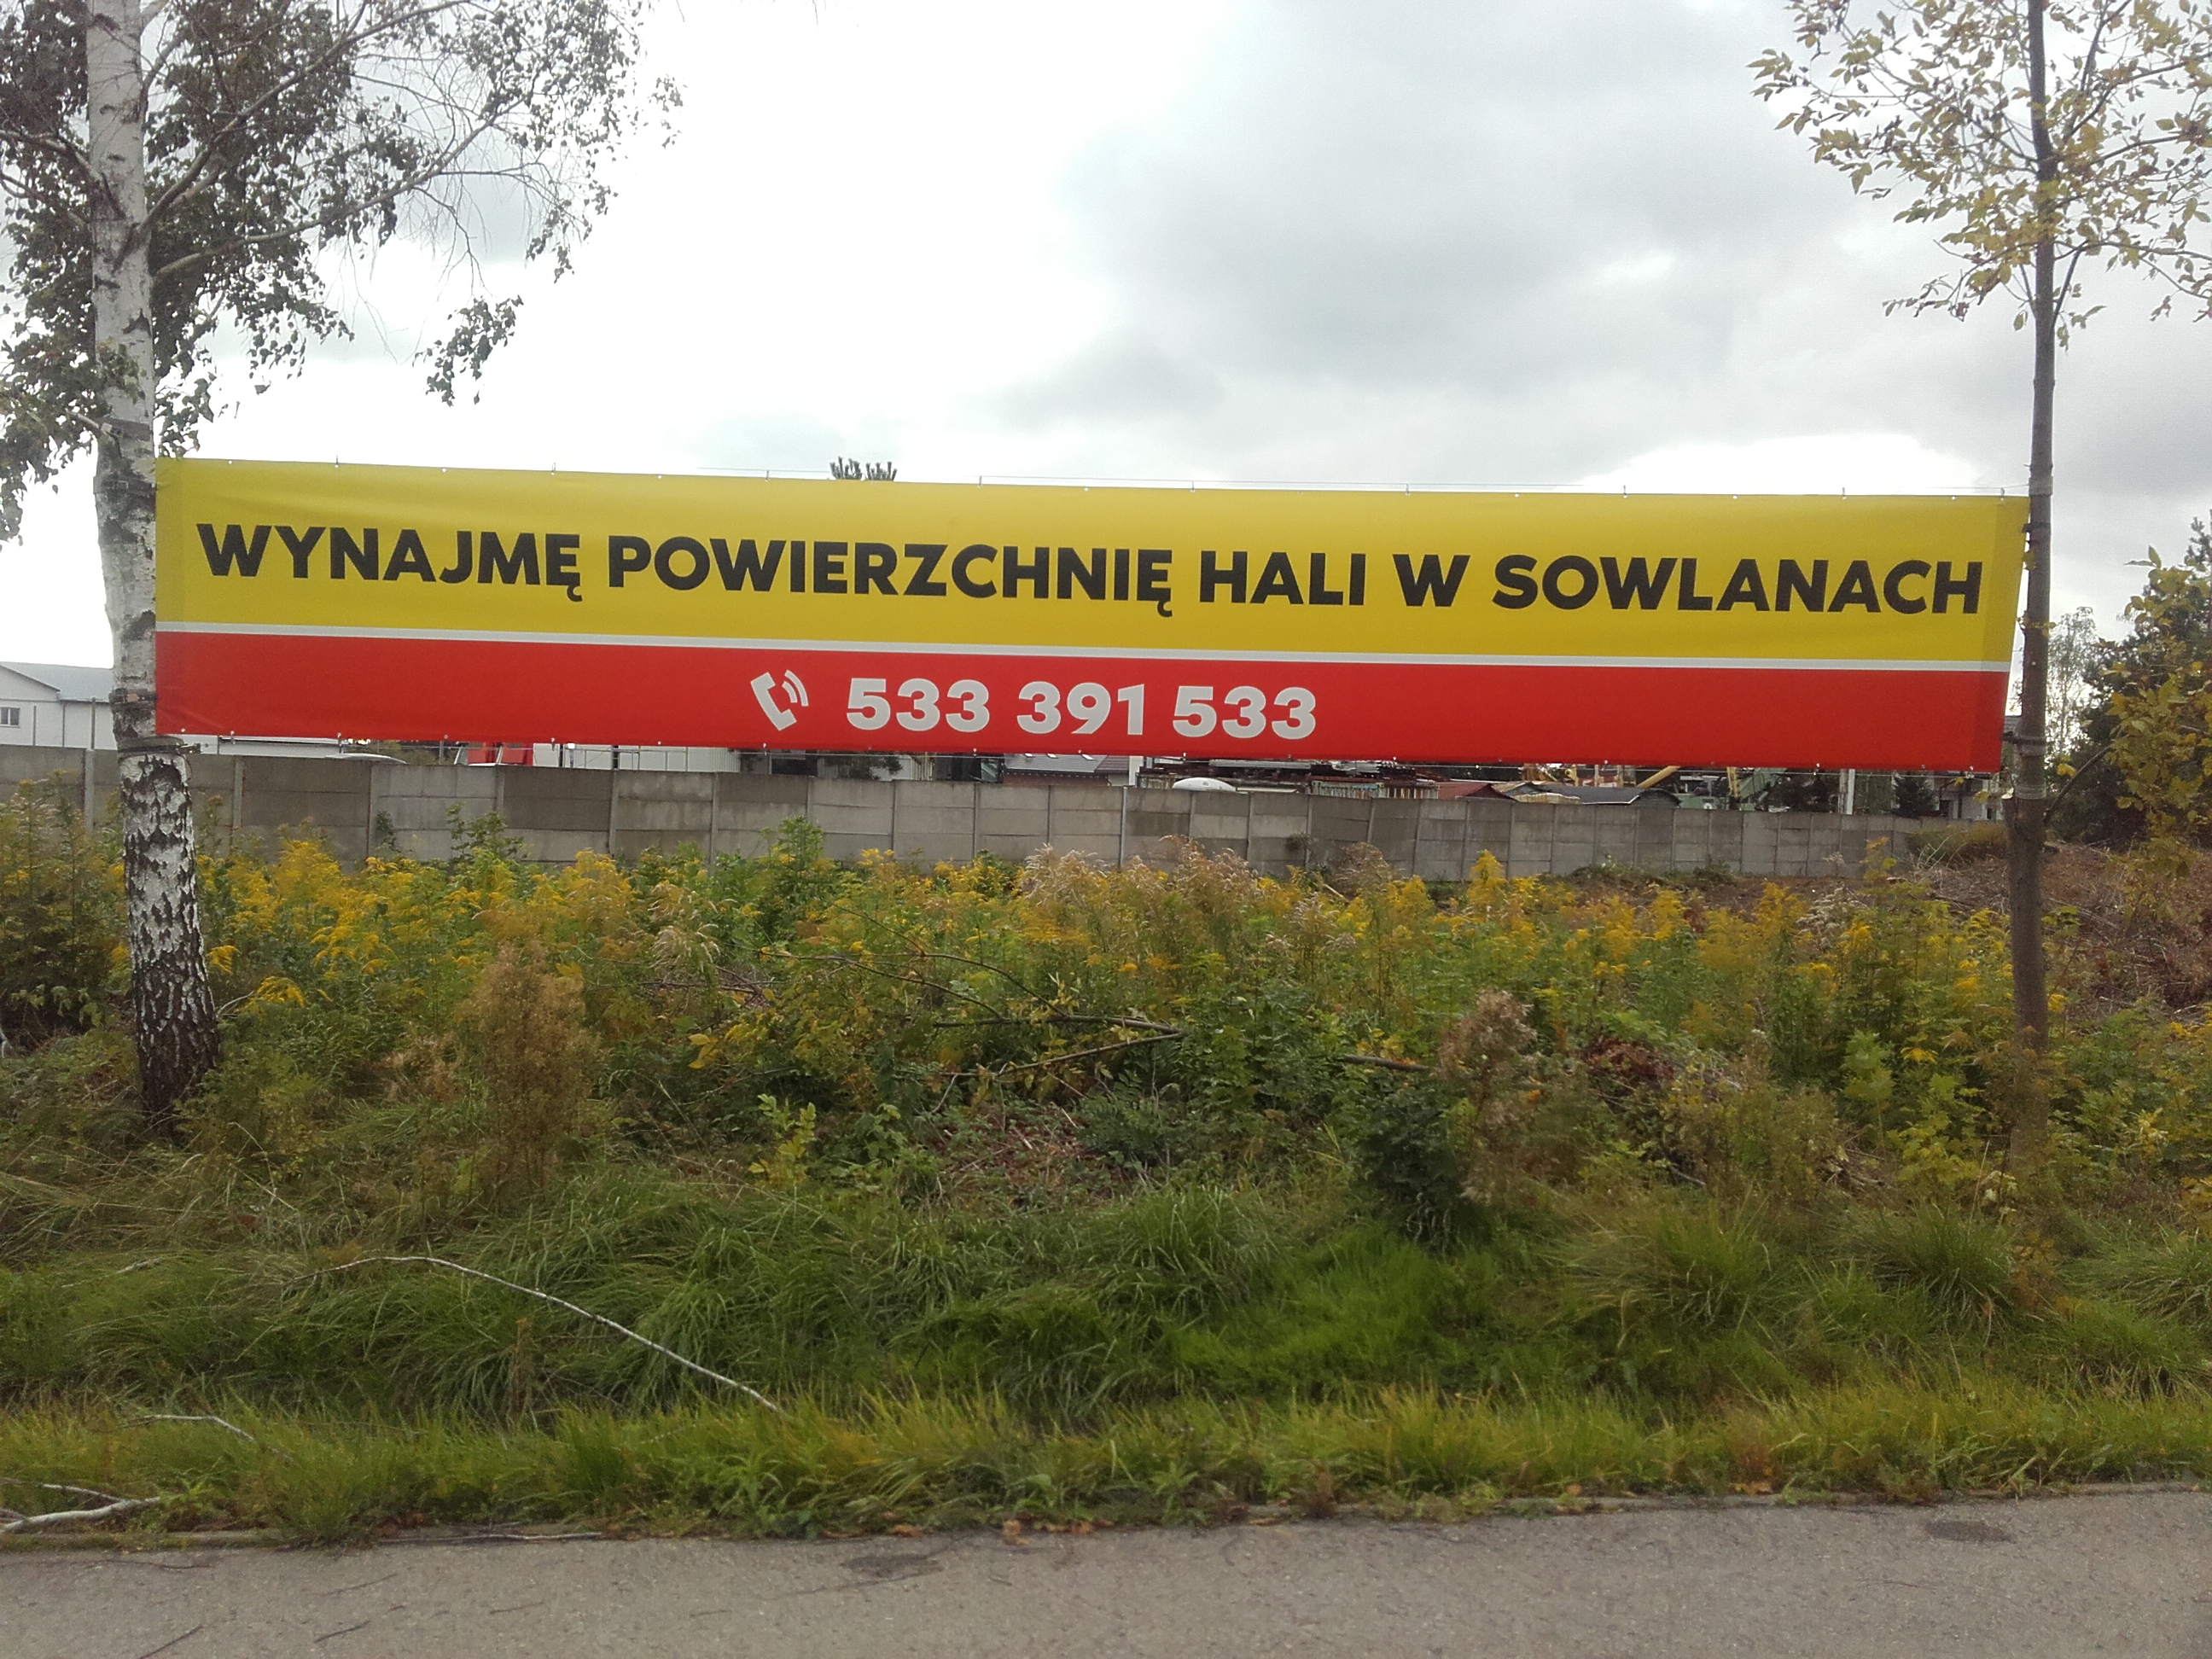 WYNAJMĘ POWIERZCHNIĘ HALI W SOWLANACH
533 391 533